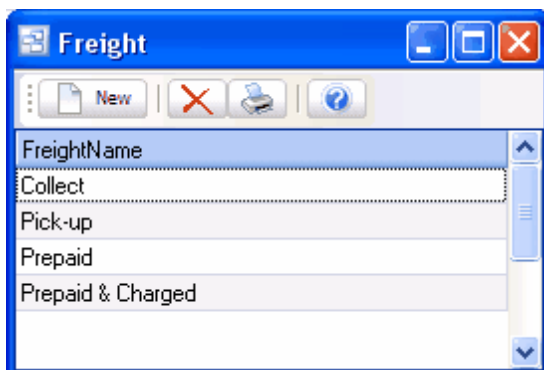 Freight
New
FreightName
Collect
Pick-up
Prepaid
Prepaid & Charged